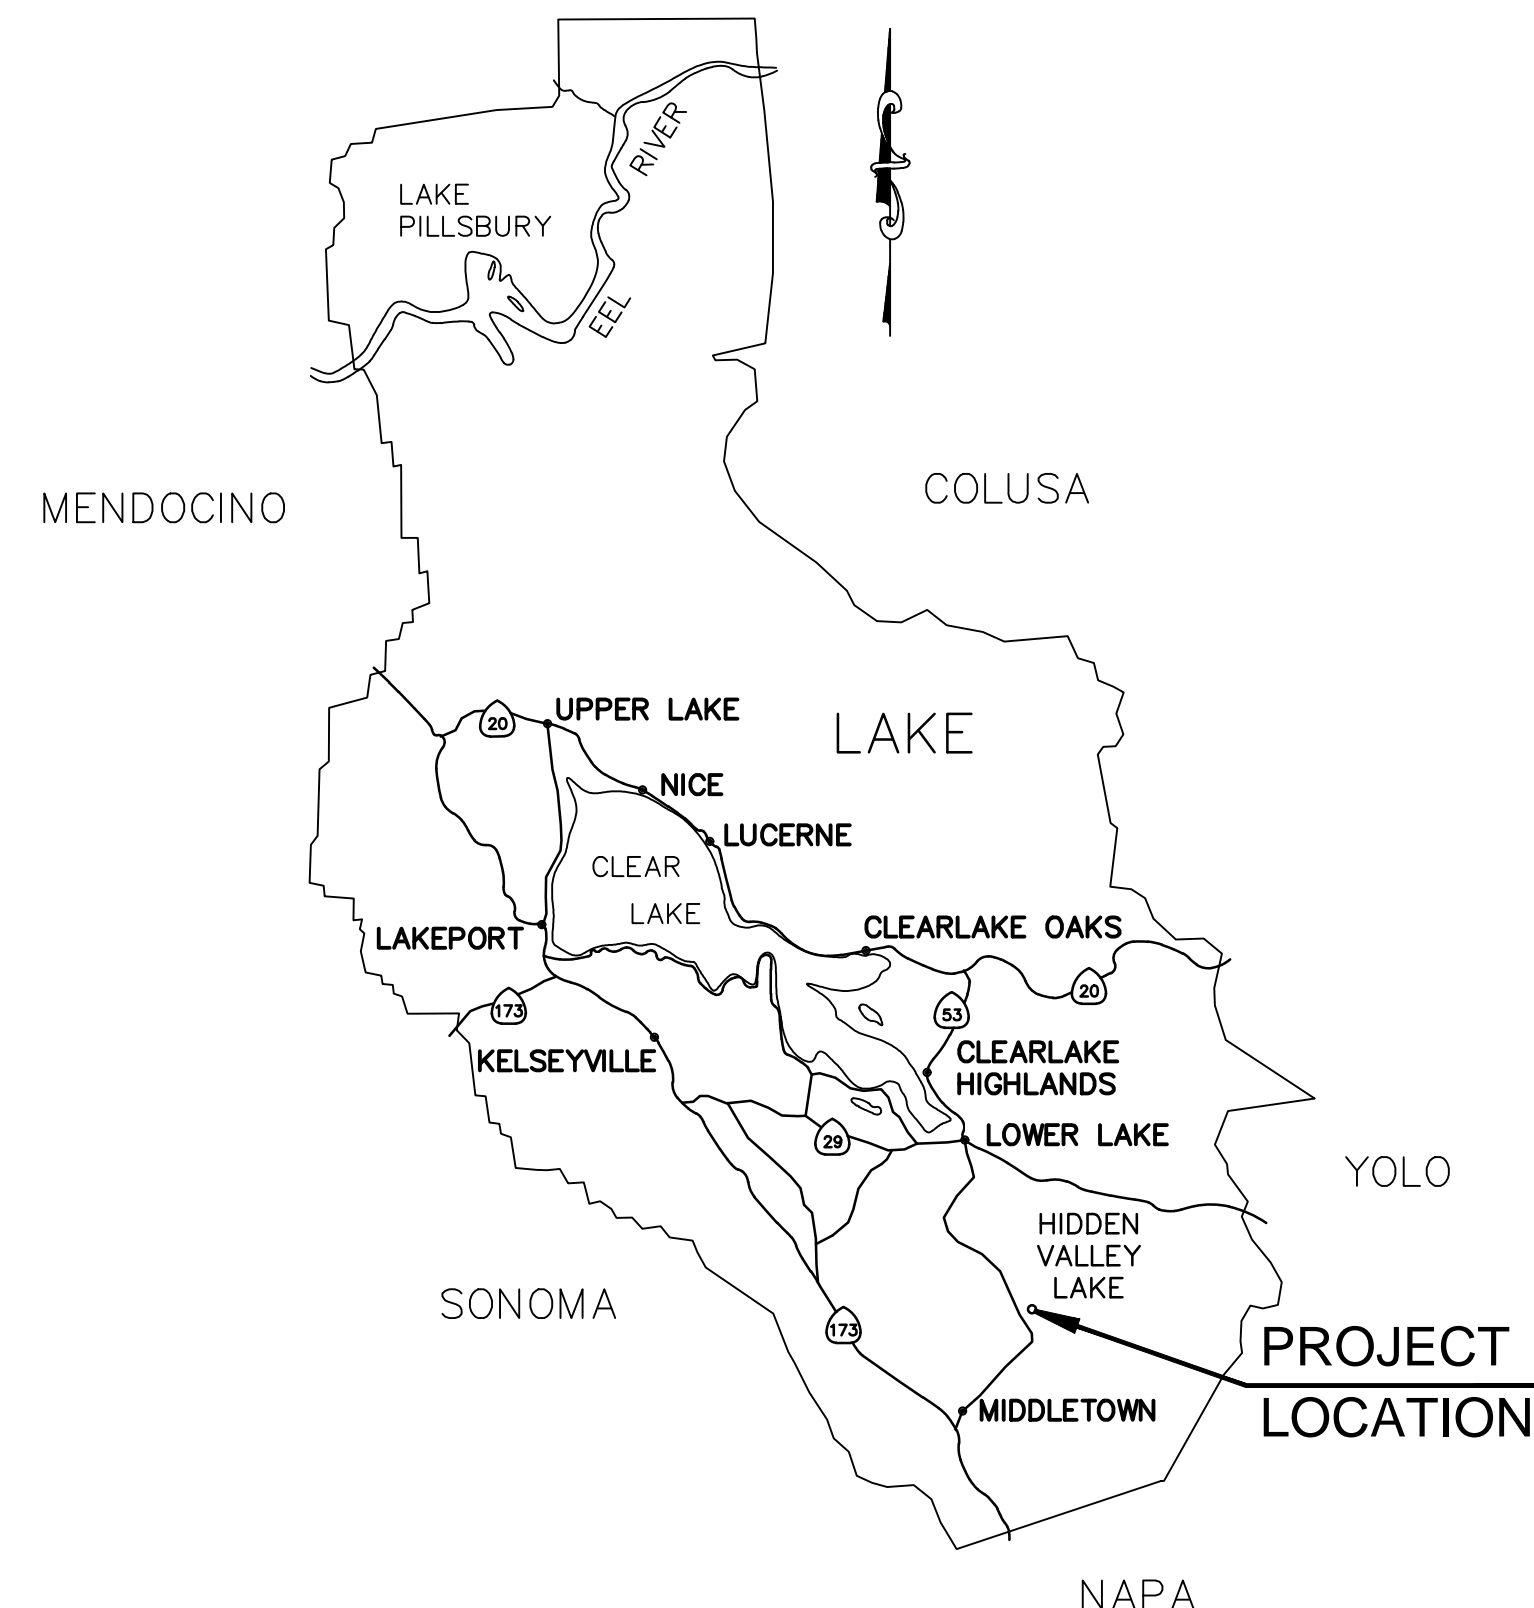 RIVER
LAKE
PILLSBURY
EEL
MENDOCINO
COLUSA
20
UPPER LAKE
LAKE
NICE
LUCERNE
CLEAR
LAKE
LAKEPORT
CLEARLAKE OAKS
20
173
53
KELSEYVILLE
CLEARLAKE
HIGHLANDS
29
LOWER LAKE
YOLO
HIDDEN
VALLEY
LAKE
SONOMA
173
PROJECT
LOCATION
MIDDLETOWN
NAPA